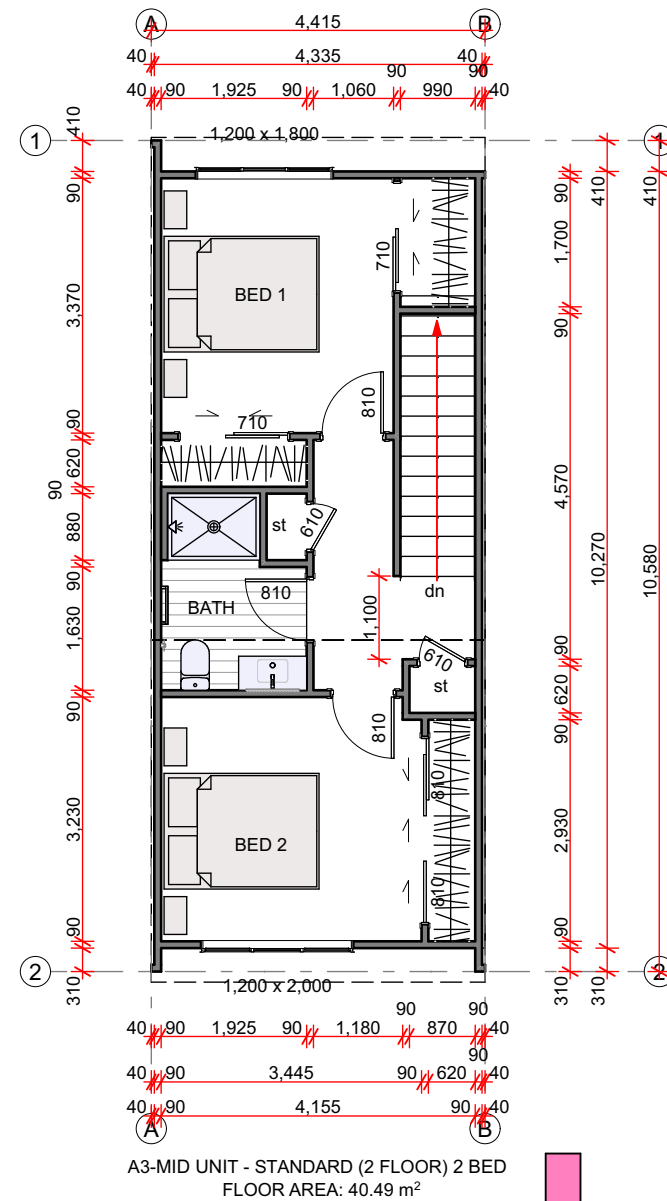 A B
4,415
40 4,335 90 40
90
40 90 1,925 90 1,060 990 40
1 1
410 1,200 x 1,800 410 410
90 90
710 1,700
BED 1
3,370 90
810
710
90
620
90 4,570
880 st 610 10,270 10,580
90 dn
BATH 810
1,630 1,100
610 90
st 620
90 810 90
810
3,230 BED 2 2,930
810
90 90
2 2
310 1,200 x 2,000 310 310
90 90
40 90 1,925 90 1,180 870 40
90
40 90 3,445 90 620 40
40 90 4,155 90 40
A B
A3-MID UNIT - STANDARD (2 FLOOR) 2 BED
FLOOR AREA: 40.49 m²